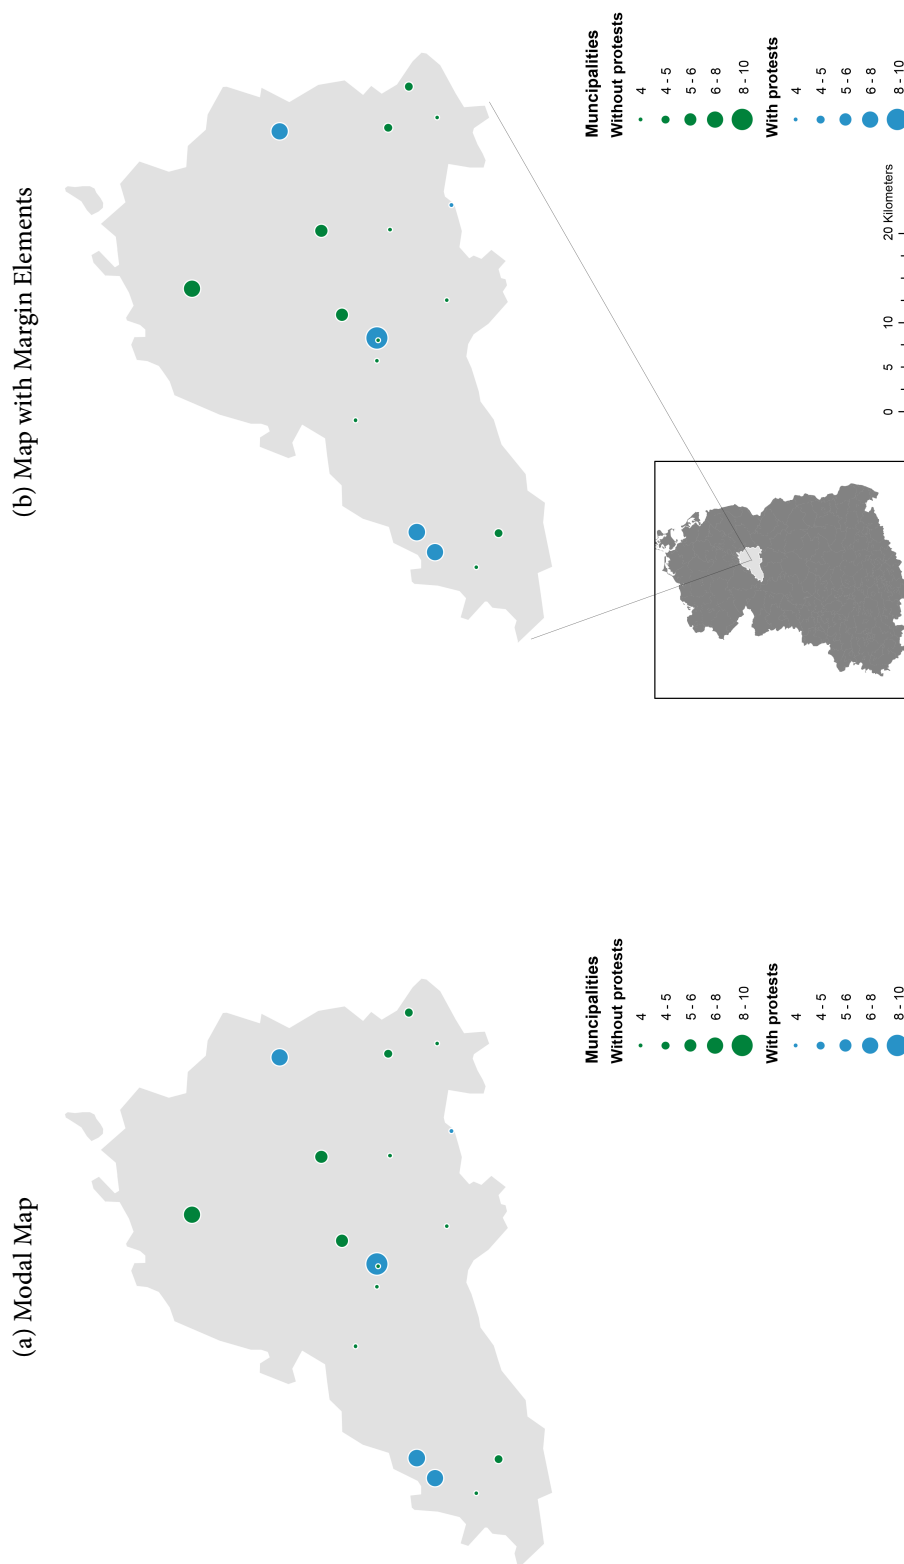 (a) Modal Map
Muncipalities
Without protests
4
4 - 5
5 - 6
6 - 8
8 - 10
With protests
4
4 - 5
5 - 6
6 - 8
8 - 10
(b) Map with Margin Elements
0 5 10 20 Kilometers
Muncipalities
Without protests
4
4 - 5
5 - 6
6 - 8
8 - 10
With protests
4
4 - 5
5 - 6
6 - 8
8 - 10